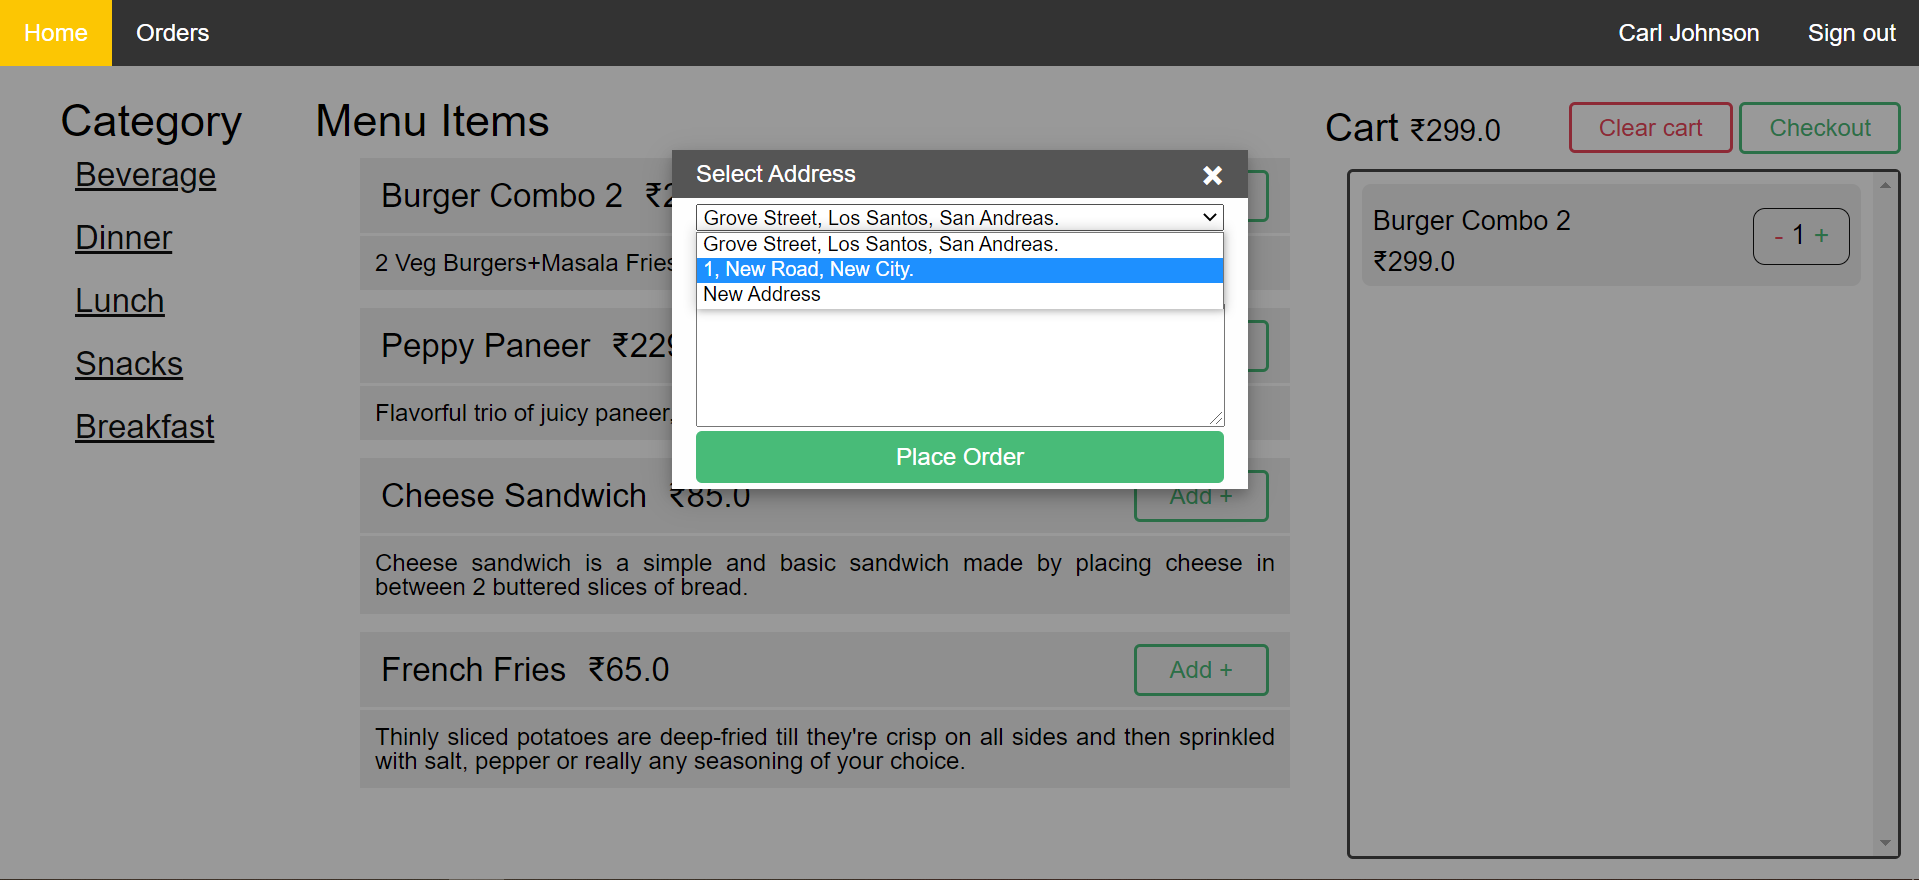 Home Orders Carl Johnson Sign out
Category
Beverage
Dinner
Lunch
Snacks
Breakfast
Menu Items
Burger Combo 2
2 Veg Burgers+Masala Fries
Peppy Paneer ₹229
Flavorful trio of juicy paneer,
Cheese Sandwich ₹85.0
Add +
Cheese sandwich is a simple and basic sandwich made by placing cheese in
between 2 buttered slices of bread.
French Fries ₹65.0
Add +
Thinly sliced potatoes are deep-fried till they're crisp on all sides and then sprinkled
with salt, pepper or really any seasoning of your choice.
Select Address
Grove Street, Los Santos, San Andreas.
Grove Street, Los Santos, San Andreas.
1, New Road, New City.
New Address
Place Order
Cart ₹299.0
Clear cart
Checkout
Burger Combo 2
₹299.0
- 1 +